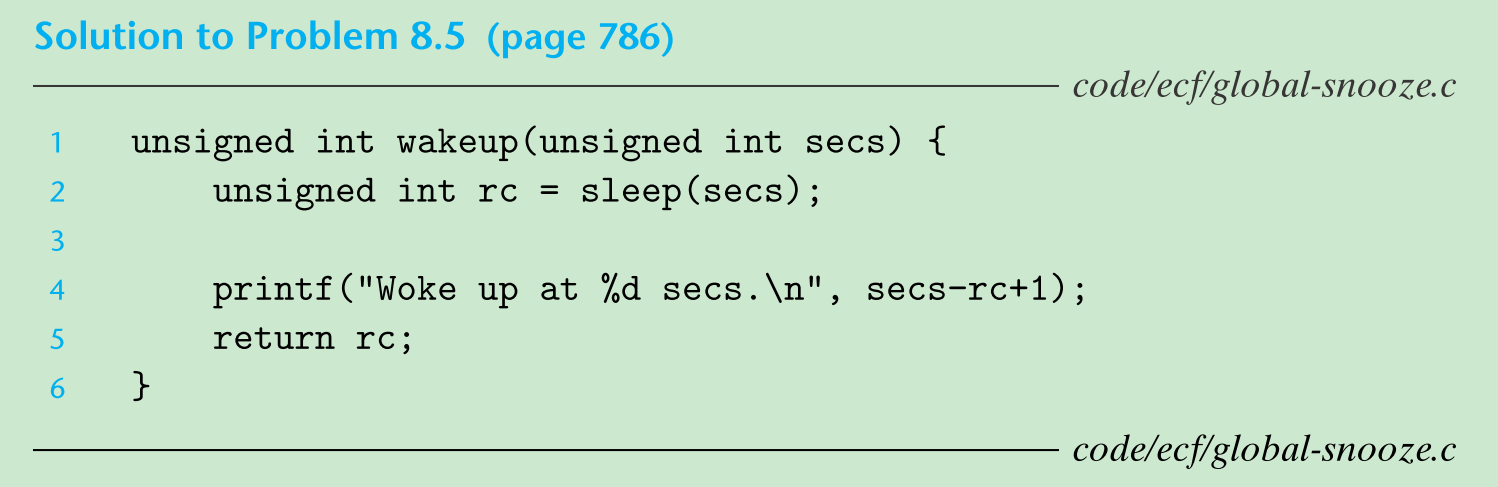 Solution to Problem 8.5 (page 786)
code/ecf/global-snooze.c
1 unsigned int wakeup(unsigned int secs) {
2 unsigned int rc = sleep(secs);
3
4 printf("Woke up at %d secs.\n", secs-rc+1);
5 return rc;
6 }
code/ecf/global-snooze.c